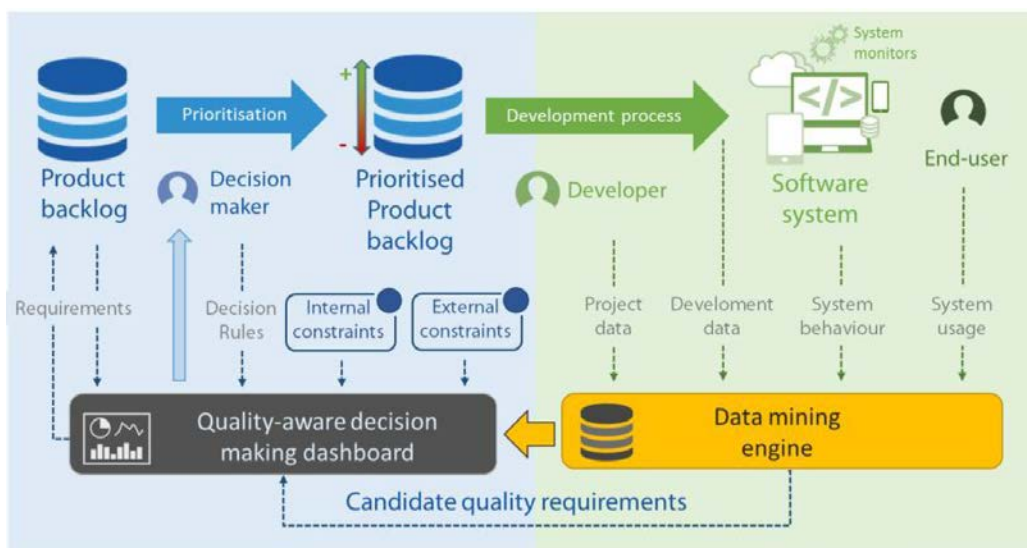 System
monitors
+
-
</>
Prioritisation
Development process
Product
backlog
Decision
maker
Prioritised
Product
backlog
Developer
Software
system
End-user
Requirements
Decision
Rules
Internal
constraints
External
constraints
Project
data
Develoment
data
System
behaviour
System
usage
Quality-aware decision
making dashboard
Data mining
engine
Candidate quality requirements